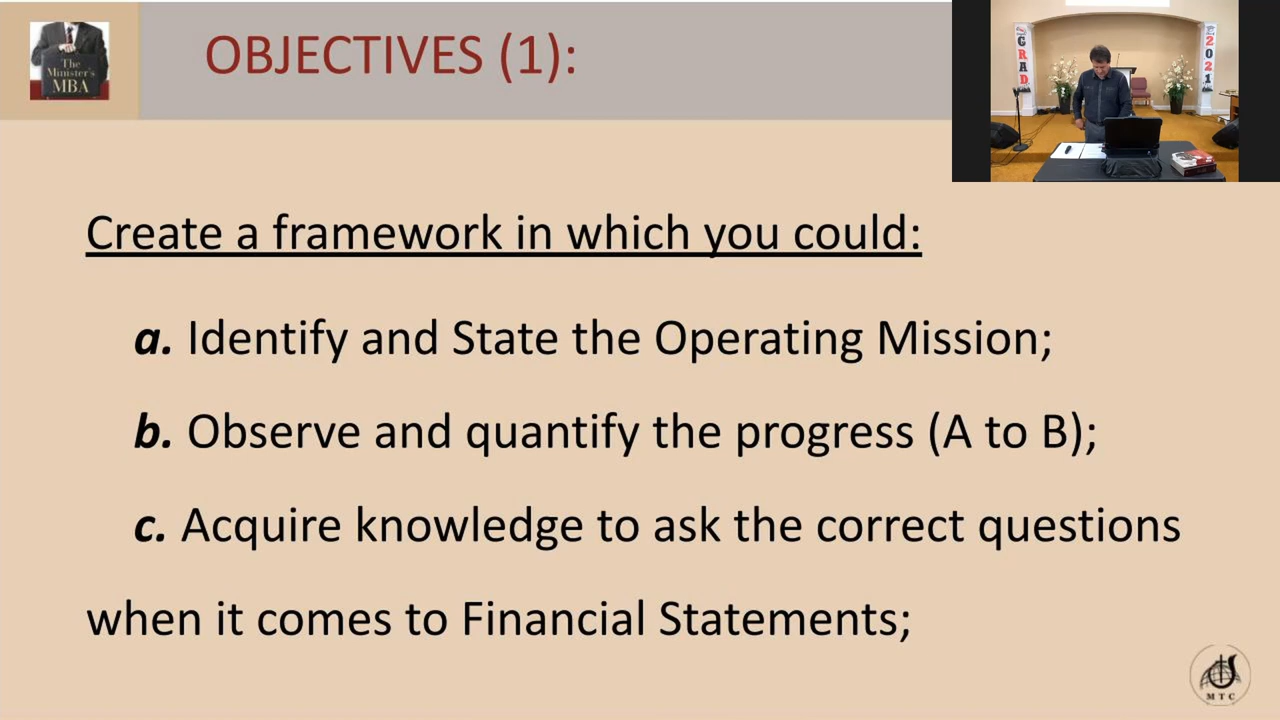 The
Minister's
MBA
OBJECTIVES (1):
GRAD
2021
Create a framework in which you could:
a. Identify and State the Operating Mission;
b. Observe and quantify the progress (A to B);
c. Acquire knowledge to ask the correct questions
when it comes to Financial Statements;
MTC